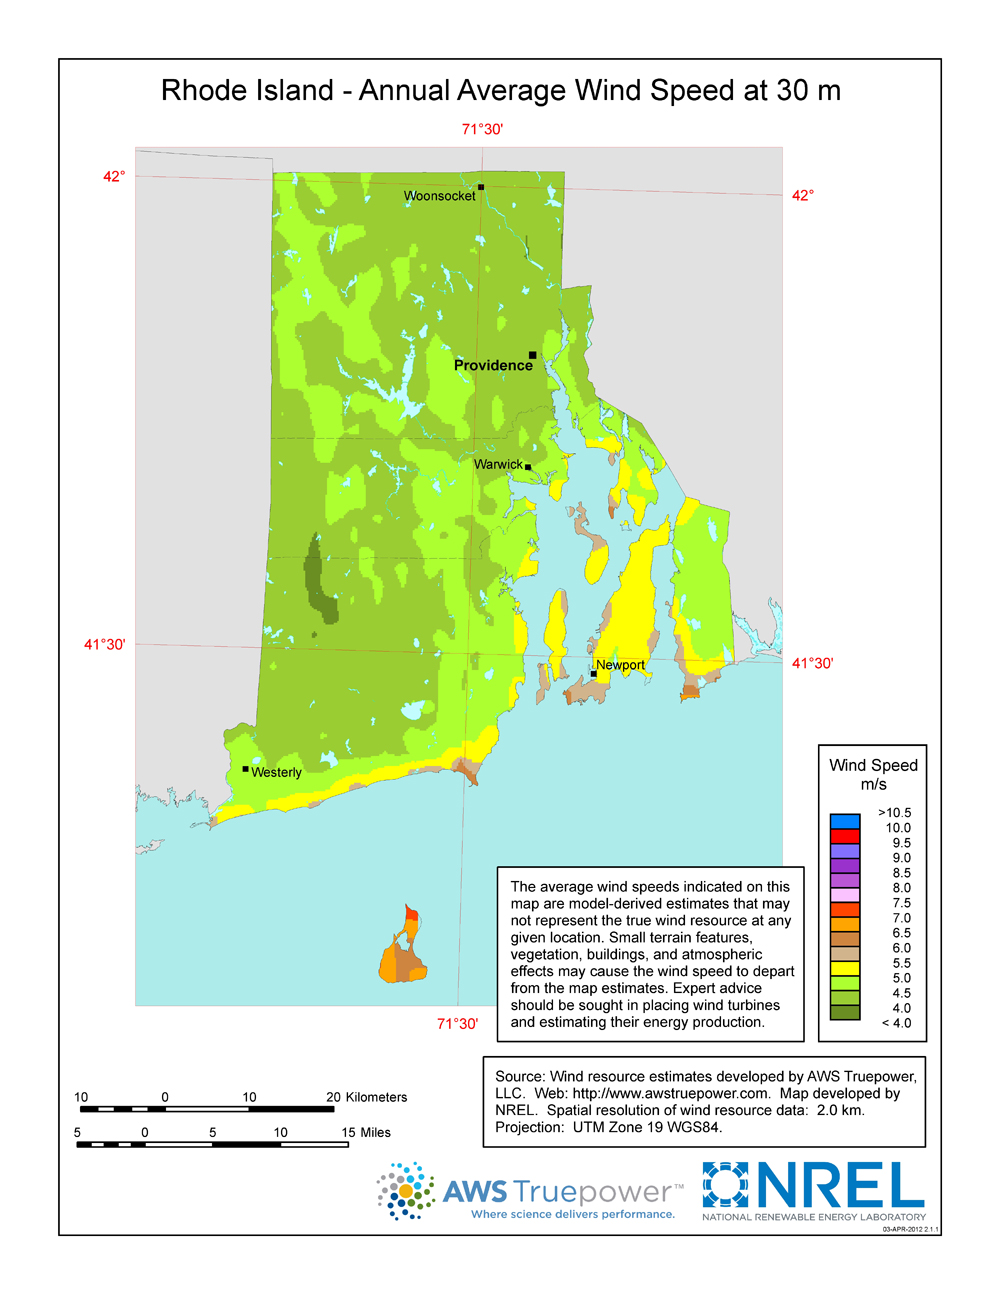 Rhode Island - Annual Average Wind Speed at 30 m
71°30'
42°
42°
Woonsocket
Providence
Warwick
41°30'
Newport
41°30'
Westerly
Wind Speed
m/s
>10.5
10.0
9.5
9.0
8.5
8.0
7.5
7.0
6.5
6.0
5.5
5.0
4.5
4.0
< 4.0
The average wind speeds indicated on this
map are model-derived estimates that may
not represent the true wind resource at any
given location. Small terrain features,
vegetation, buildings, and atmospheric
effects may cause the wind speed to depart
from the map estimates. Expert advice
should be sought in placing wind turbines
and estimating their energy production.
71°30'
Source: Wind resource estimates developed by AWS Truepower,
LLC. Web: http://www.awstruepower.com. Map developed by
NREL. Spatial resolution of wind resource data: 2.0 km.
Projection: UTM Zone 19 WGS84.
10 0 10 20 Kilometers
5 0 5 10 15 Miles
AWS Truepower™
Where science delivers performance.
NREL
NATIONAL RENEWABLE ENERGY LABORATORY
03-APR-2012 2.1.1